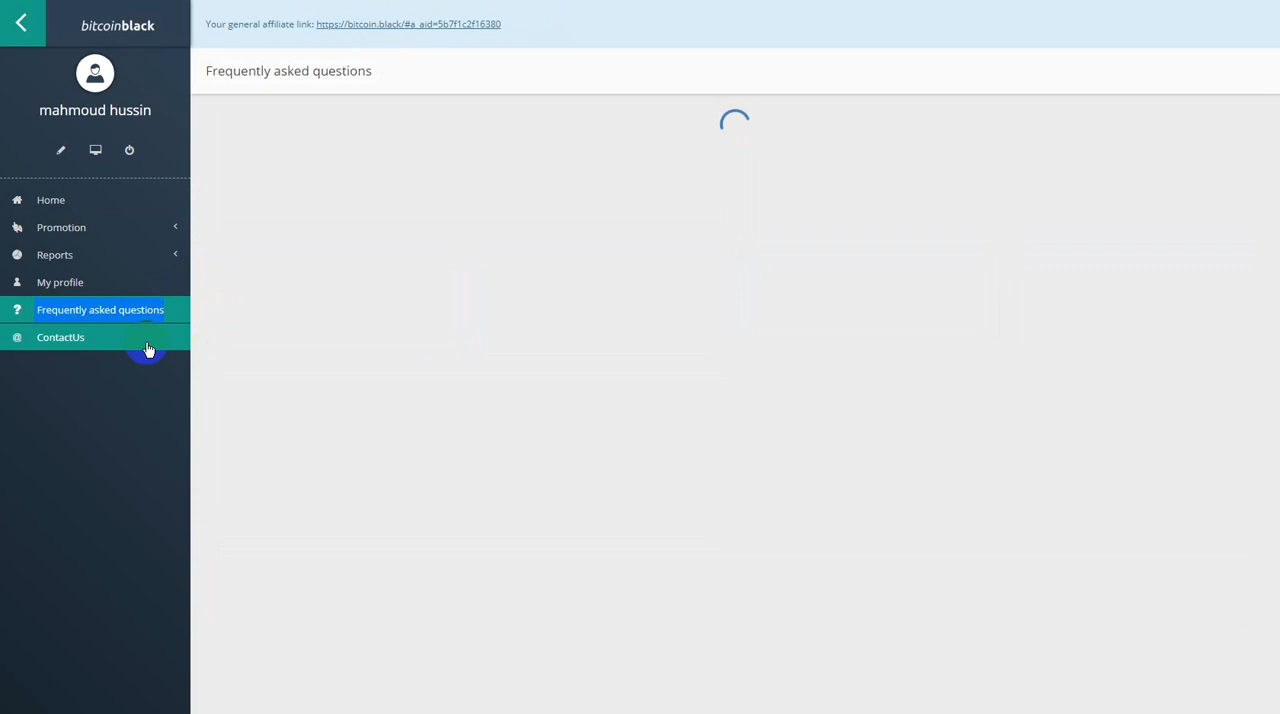 bitcoinblack
Your general affiliate link: https://bitcoin.black/#a_aid=5b7f1c2f16380
Frequently asked questions
mahmoud hussin
Home
Promotion
Reports
My profile
Frequently asked questions
ContactUs